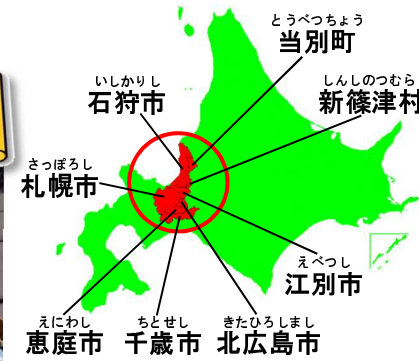 とうべつちょう
当別町
いしかりし
石狩市
しんしのつむら
新篠津村
さっぽろし
札幌市
えべつし
江別市
えにわし
恵庭市
ちとせし
千歳市
きたひろしまし
北広島市